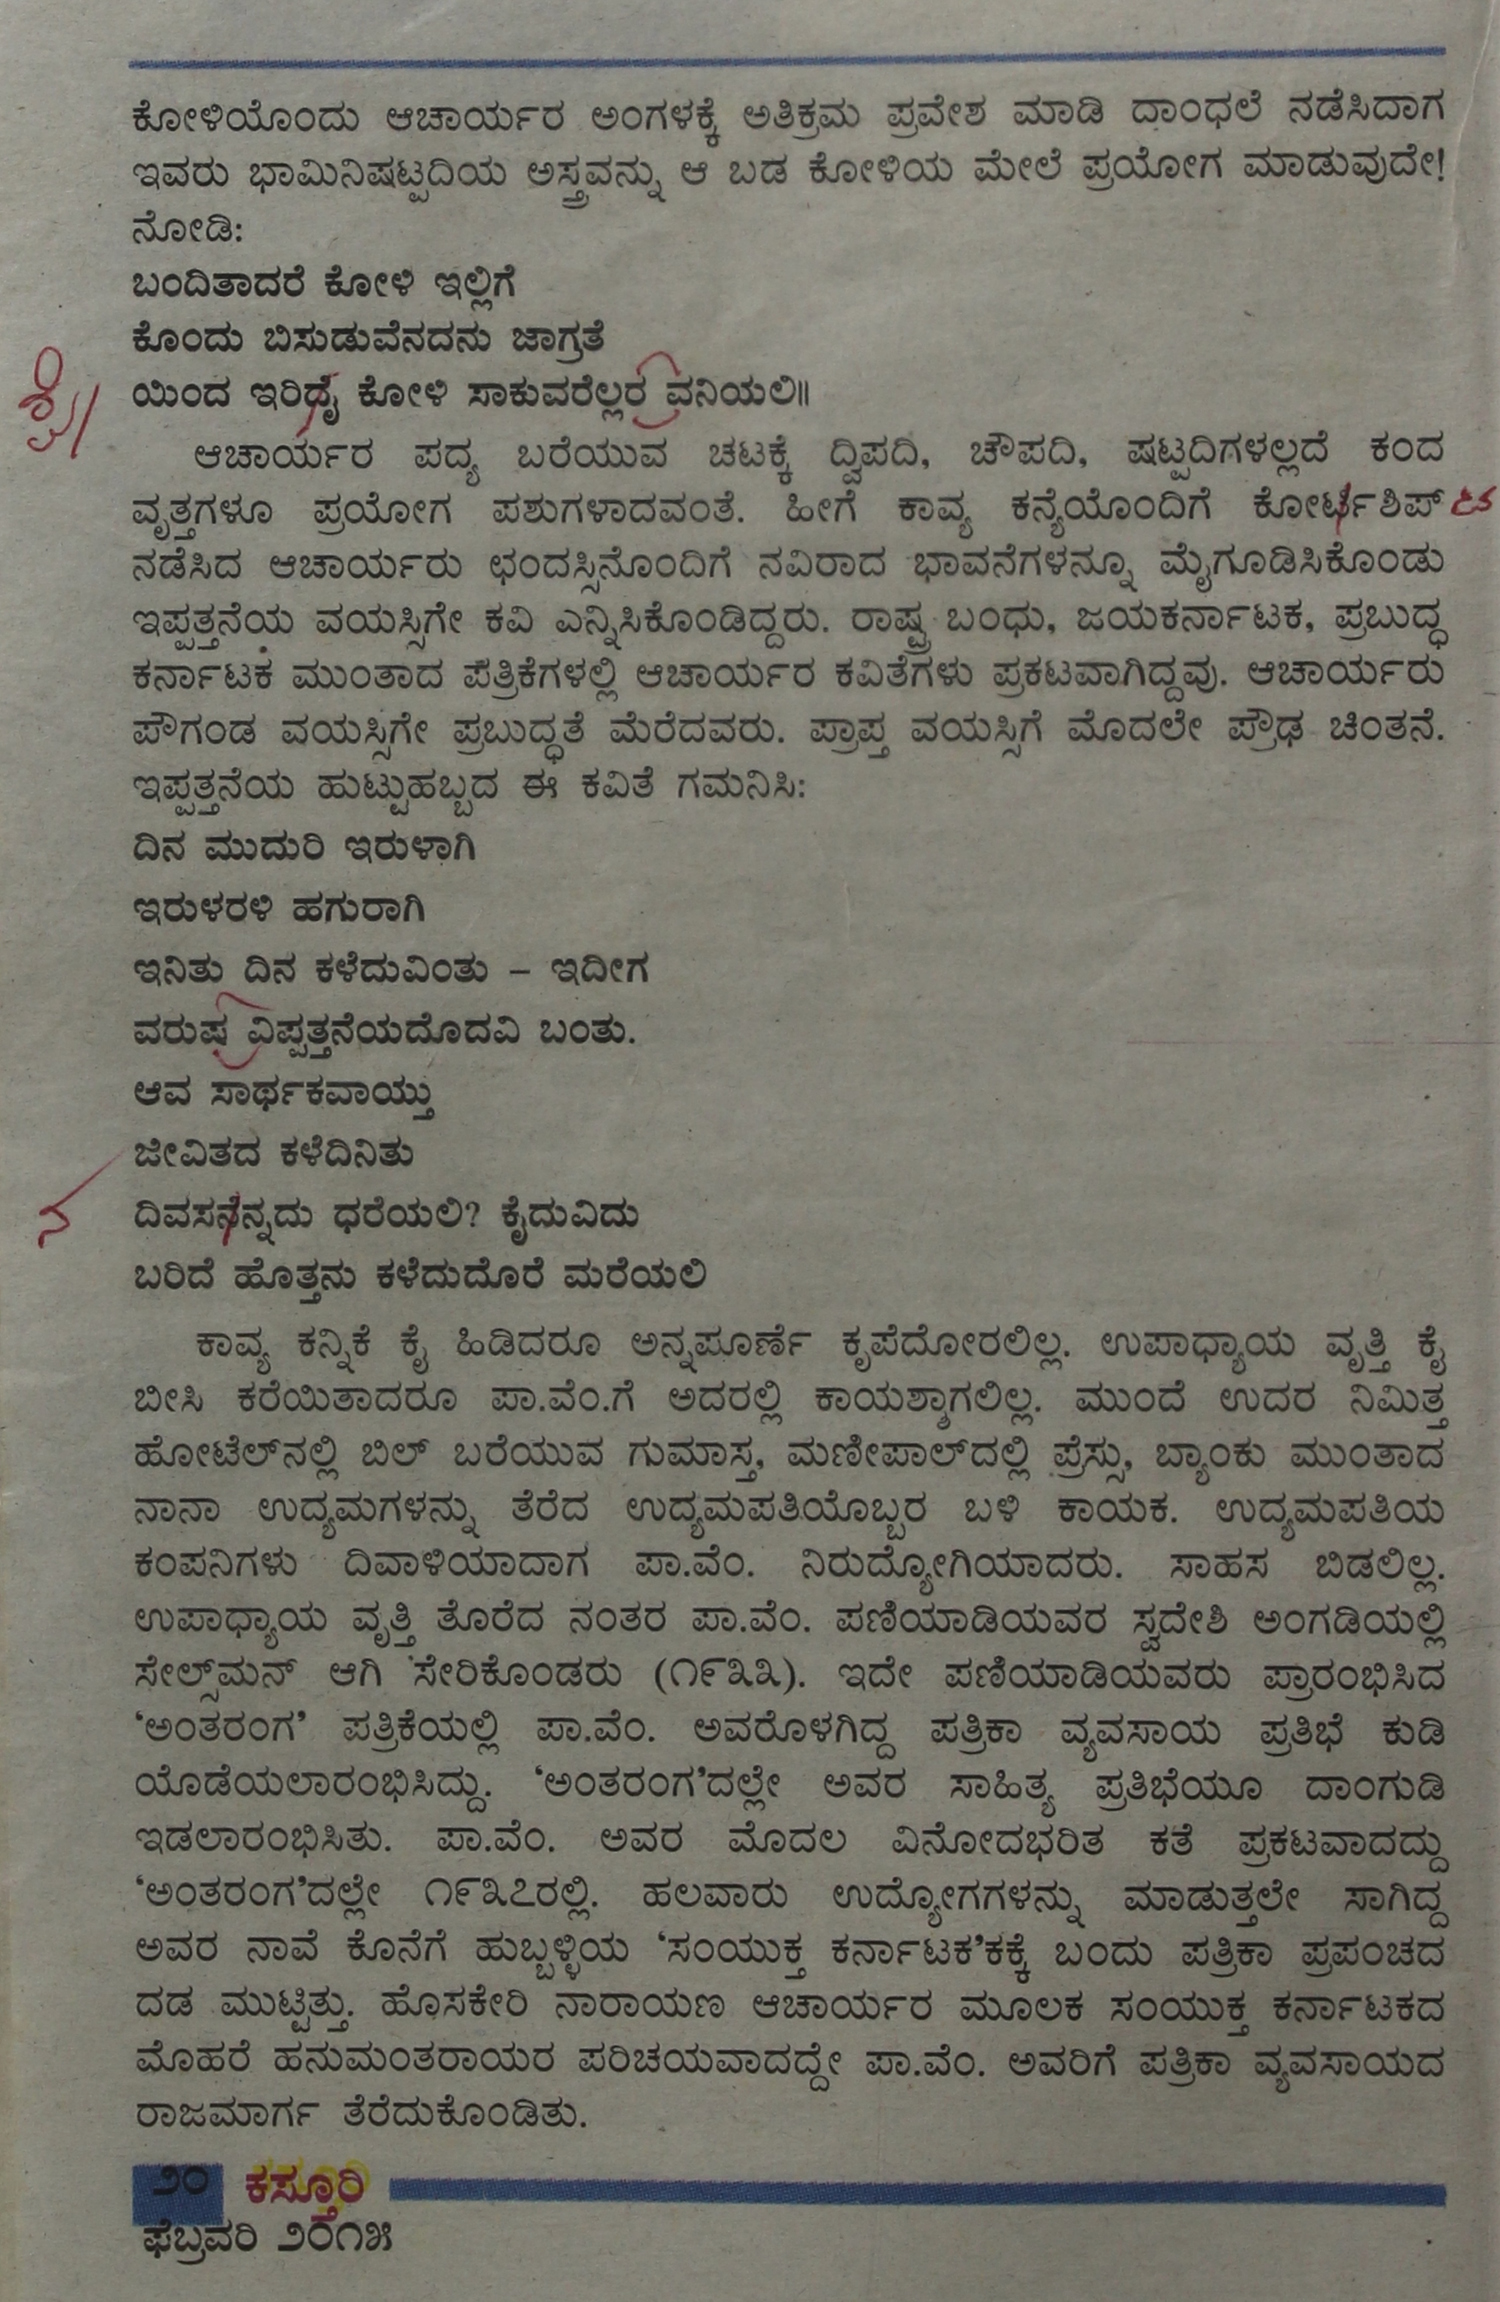 ಕೋಳಿಯೊಂದು ಆಚಾರ್ಯರ ಅಂಗಳಕ್ಕೆ ಅತಿಕ್ರಮ ಪ್ರವೇಶ ಮಾಡಿ ದಾಂಧಲೆ ನಡೆಸಿದಾಗ
ಇವರು ಭಾಮಿನಿಷಟ್ಪದಿಯ ಅಸ್ತ್ರವನ್ನು ಆ ಬಡ ಕೋಳಿಯ ಮೇಲೆ ಪ್ರಯೋಗ ಮಾಡುವುದೇ!
ನೋಡಿ:
ಬಂದಿತಾದರೆ ಕೋಳಿ ಇಲ್ಲಿಗೆ
ಕೊಂದು ಬಿಸುಡುವೆನದನು ಜಾಗ್ರತೆ
ಯಿಂದ ಇರಿದೈ ಕೋಳಿ ಸಾಕುವರೆಲ್ಲರ ವನಿಯಲಿ॥
ಆಚಾರ್ಯರ ಪದ್ಯ ಬರೆಯುವ ಚಟಕ್ಕೆ ದ್ವಿಪದಿ, ಚೌಪದಿ, ಷಟ್ಪದಿಗಳಲ್ಲದೆ ಕಂದ
ವೃತ್ತಗಳೂ ಪ್ರಯೋಗ ಪಶುಗಳಾದವಂತೆ. ಹೀಗೆ ಕಾವ್ಯ ಕನ್ಯೆಯೊಂದಿಗೆ ಕೋರ್ಟ್‌ಶಿಪ್ ಟ
ನಡೆಸಿದ ಆಚಾರ್ಯರು ಛಂದಸ್ಸಿನೊಂದಿಗೆ ನವಿರಾದ ಭಾವನೆಗಳನ್ನೂ ಮೈಗೂಡಿಸಿಕೊಂಡು
ಇಪ್ಪತ್ತನೆಯ ವಯಸ್ಸಿಗೇ ಕವಿ ಎನ್ನಿಸಿಕೊಂಡಿದ್ದರು. ರಾಷ್ಟ್ರ ಬಂಧು, ಜಯಕರ್ನಾಟಕ, ಪ್ರಬುದ್ಧ
ಕರ್ನಾಟಕ ಮುಂತಾದ ಪತ್ರಿಕೆಗಳಲ್ಲಿ ಆಚಾರ್ಯರ ಕವಿತೆಗಳು ಪ್ರಕಟವಾಗಿದ್ದವು. ಆಚಾರ್ಯರು
ಪೌಗಂಡ ವಯಸ್ಸಿಗೇ ಪ್ರಬುದ್ಧತೆ ಮೆರೆದವರು. ಪ್ರಾಪ್ತ ವಯಸ್ಸಿಗೆ ಮೊದಲೇ ಪ್ರೌಢ ಚಿಂತನೆ.
ಇಪ್ಪತ್ತನೆಯ ಹುಟ್ಟುಹಬ್ಬದ ಈ ಕವಿತೆ ಗಮನಿಸಿ:
ದಿನ ಮುದುರಿ ಇರುಳಾಗಿ
ಇರುಳರಳಿ ಹಗುರಾಗಿ
ಇನಿತು ದಿನ ಕಳೆದುವಿಂತು – ಇದೀಗ
ವರುಷ ವಿಪ್ಪತ್ತನೆಯದೊದವಿ ಬಂತು.
ಆವ ಸಾರ್ಥಕವಾಯ್ತು
ಜೀವಿತದ ಕಳೆದಿನಿತು
ನ ದಿವಸನೆನ್ನದು ಧರೆಯಲಿ? ಕೈದುವಿದು
ಬರಿದೆ ಹೊತ್ತನು ಕಳೆದುದೊರೆ ಮರೆಯಲಿ
ಕಾವ್ಯ ಕನ್ನಿಕೆ ಕೈ ಹಿಡಿದರೂ ಅನ್ನಪೂರ್ಣೆ ಕೃಪೆದೋರಲಿಲ್ಲ. ಉಪಾಧ್ಯಾಯ ವೃತ್ತಿ ಕೈ
ಬೀಸಿ ಕರೆಯಿತಾದರೂ ಪಾ.ವೆಂ.ಗೆ ಅದರಲ್ಲಿ ಕಾಯಶ್ಮಾಗಲಿಲ್ಲ. ಮುಂದೆ ಉದರ ನಿಮಿತ್ತ
ಹೋಟೆಲ್‌ನಲ್ಲಿ ಬಿಲ್ ಬರೆಯುವ ಗುಮಾಸ್ತ, ಮಣೀಪಾಲ್‌ದಲ್ಲಿ ಪ್ರೆಸ್ಸು, ಬ್ಯಾಂಕು ಮುಂತಾದ
ನಾನಾ ಉದ್ಯಮಗಳನ್ನು ತೆರೆದ ಉದ್ಯಮಪತಿಯೊಬ್ಬರ ಬಳಿ ಕಾಯಕ. ಉದ್ಯಮಪತಿಯ
ಕಂಪನಿಗಳು ದಿವಾಳಿಯಾದಾಗ ಪಾ.ವೆಂ. ನಿರುದ್ಯೋಗಿಯಾದರು. ಸಾಹಸ ಬಿಡಲಿಲ್ಲ.
ಉಪಾಧ್ಯಾಯ ವೃತ್ತಿ ತೊರೆದ ನಂತರ ಪಾ.ವೆಂ. ಪಣಿಯಾಡಿಯವರ ಸ್ವದೇಶಿ ಅಂಗಡಿಯಲ್ಲಿ
ಸೇಲ್ಸ್‌ಮನ್ ಆಗಿ ಸೇರಿಕೊಂಡರು (೧೯೩೩). ಇದೇ ಪಣಿಯಾಡಿಯವರು ಪ್ರಾರಂಭಿಸಿದ
‘ಅಂತರಂಗ’ ಪತ್ರಿಕೆಯಲ್ಲಿ ಪಾ.ವೆಂ. ಅವರೊಳಗಿದ್ದ ಪತ್ರಿಕಾ ವ್ಯವಸಾಯ ಪ್ರತಿಭೆ ಕುಡಿ
ಯೊಡೆಯಲಾರಂಭಿಸಿದ್ದು. ‘ಅಂತರಂಗ’ದಲ್ಲೇ ಅವರ ಸಾಹಿತ್ಯ ಪ್ರತಿಭೆಯೂ ದಾಂಗುಡಿ
ಇಡಲಾರಂಭಿಸಿತು. ಪಾ.ವೆಂ. ಅವರ ಮೊದಲ ವಿನೋದಭರಿತ ಕತೆ ಪ್ರಕಟವಾದದ್ದು
‘ಅಂತರಂಗ’ದಲ್ಲೇ ೧೯೩೭ರಲ್ಲಿ. ಹಲವಾರು ಉದ್ಯೋಗಗಳನ್ನು ಮಾಡುತ್ತಲೇ ಸಾಗಿದ್ದ
ಅವರ ನಾವೆ ಕೊನೆಗೆ ಹುಬ್ಬಳ್ಳಿಯ ‘ಸಂಯುಕ್ತ ಕರ್ನಾಟಕ’ಕಕ್ಕೆ ಬಂದು ಪತ್ರಿಕಾ ಪ್ರಪಂಚದ
ದಡ ಮುಟ್ಟಿತ್ತು. ಹೊಸಕೇರಿ ನಾರಾಯಣ ಆಚಾರ್ಯರ ಮೂಲಕ ಸಂಯುಕ್ತ ಕರ್ನಾಟಕದ
ಮೊಹರೆ ಹನುಮಂತರಾಯರ ಪರಿಚಯವಾದದ್ದೇ ಪಾ.ವೆಂ. ಅವರಿಗೆ ಪತ್ರಿಕಾ ವ್ಯವಸಾಯದ
ರಾಜಮಾರ್ಗ ತೆರೆದುಕೊಂಡಿತು.
೨೦ ಕಸ್ತೂರಿ
ಫೆಬ್ರವರಿ ೨೦೧೫